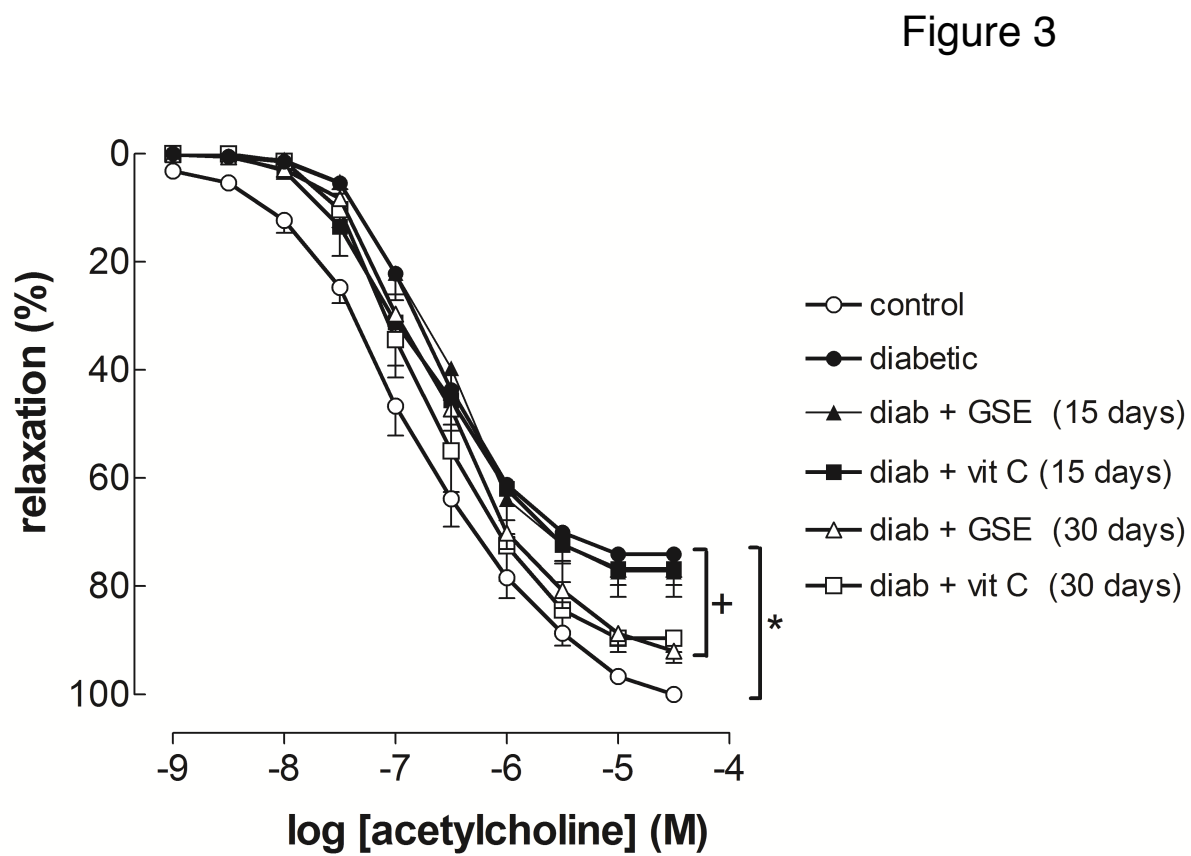 Figure 3
0
20
40
60
80
100
relaxation (%)
-9 -8 -7 -6 -5 -4
log [acetylcholine] (M)
+
*
control
diabetic
diab + GSE (15 days)
diab + vit C (15 days)
diab + GSE (30 days)
diab + vit C (30 days)